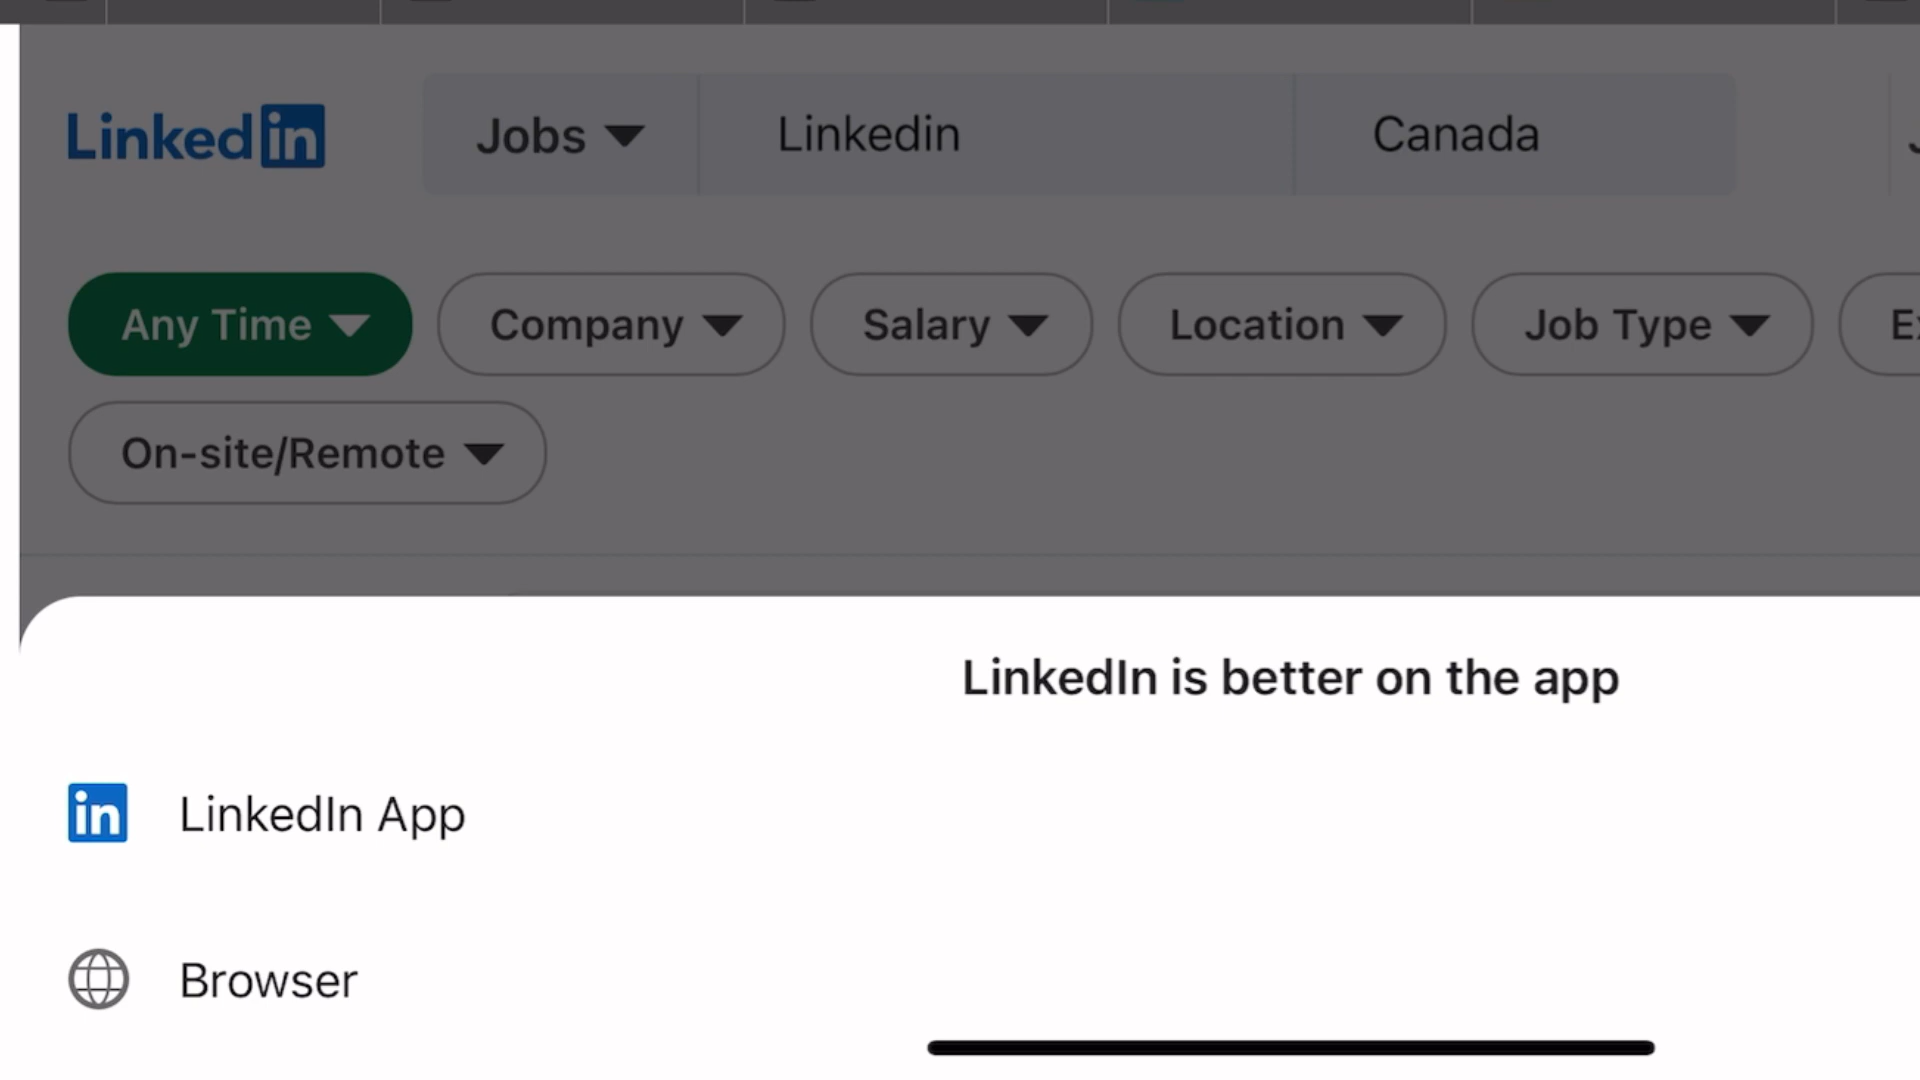 LinkedIn Jobs Linkedin Canada
Any Time Company Salary Location Job Type
On-site/Remote
LinkedIn is better on the app
in LinkedIn App
Browser